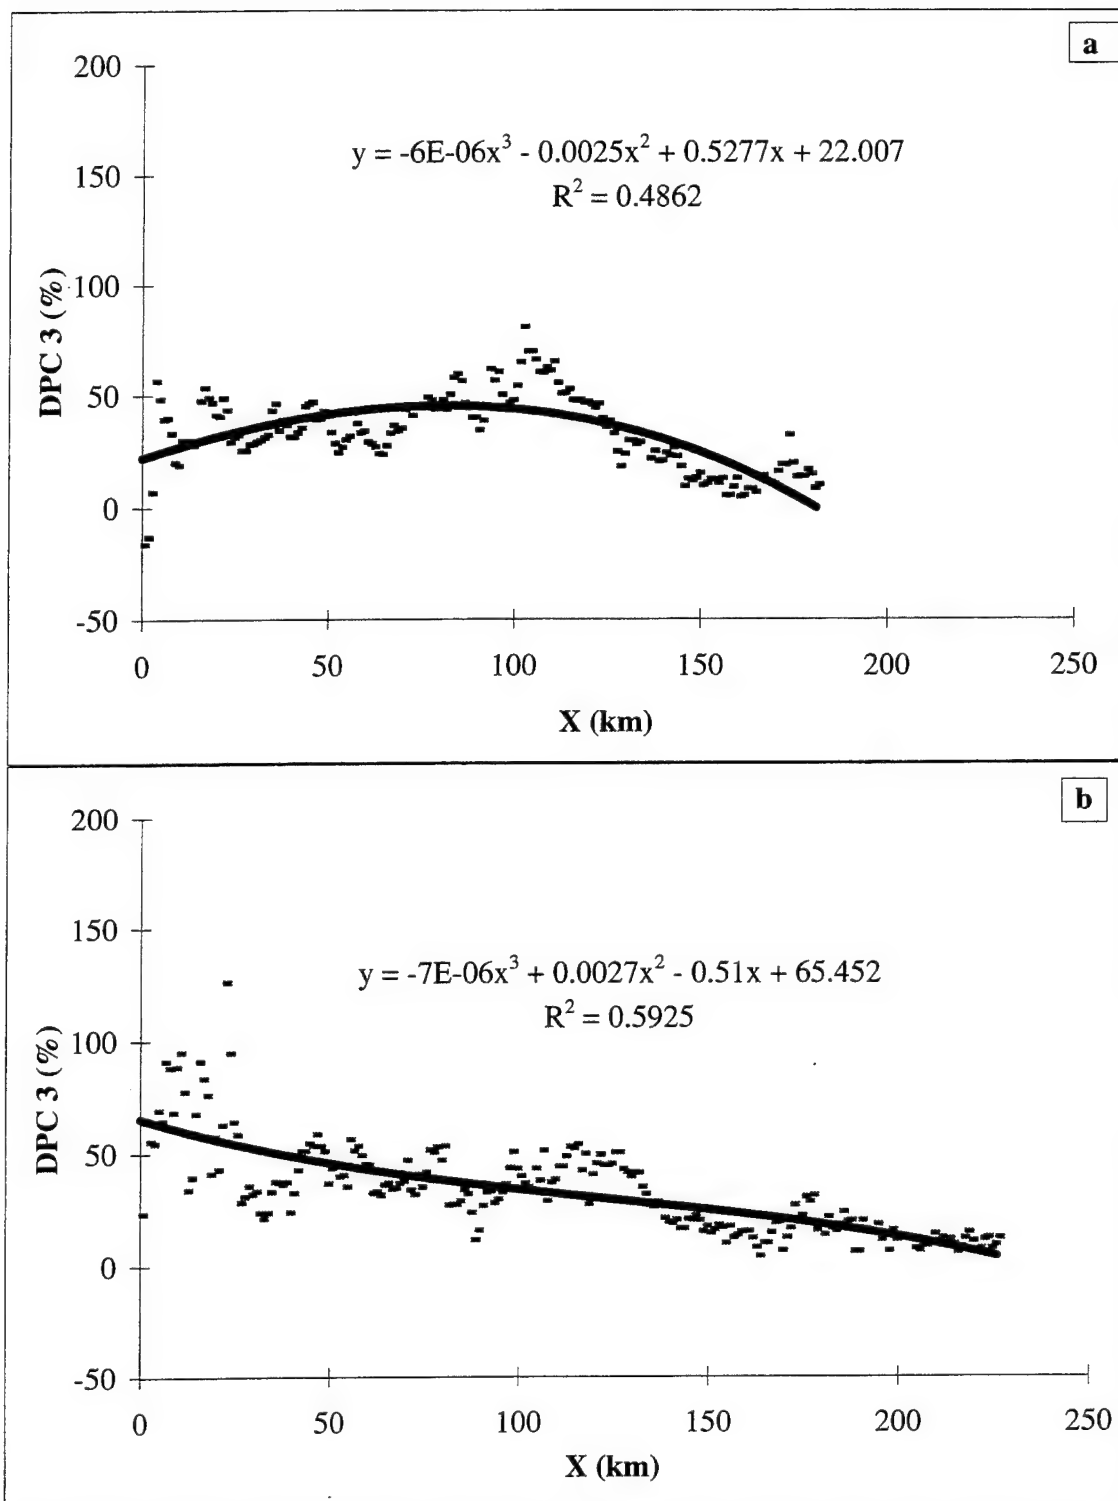 a
200
y = -6E-06x³ - 0.0025x² + 0.5277x + 22.007
150
R² = 0.4862
100
DPC 3 (%)
50
0
-50
0 50 100 150 200 250
X (km)
b
200
150
y = -7E-06x³ + 0.0027x² - 0.51x + 65.452
R² = 0.5925
100
DPC 3 (%)
50
0
-50
0 50 100 150 200 250
X (km)